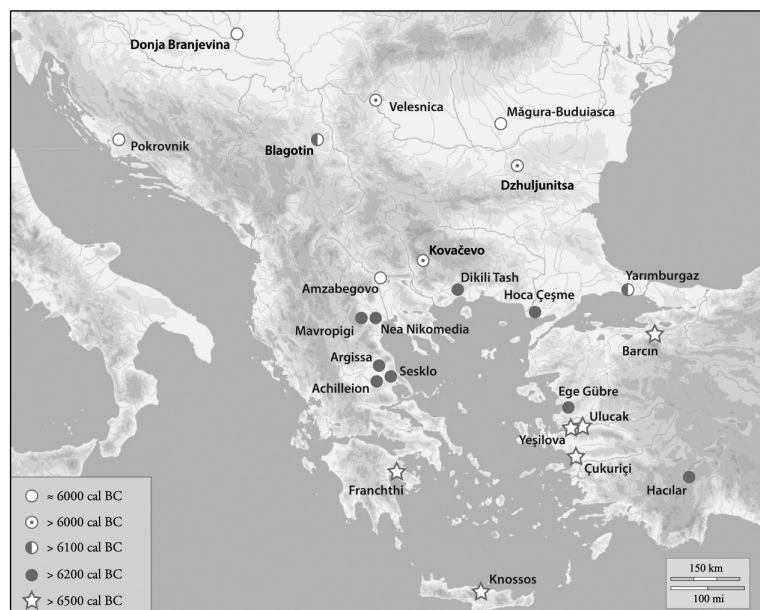 Donja Branjevina
Velesnica
Măgura-Buduiasca
Pokrovnik
Blagotin
Dzhuljunitsa
Kovačevo
Amzabegovo
Dikili Tash
Yarımburgaz
Hoca Çeşme
Mavropigi
Nea Nikomedia
Barcın
Argissa
Sesklo
Achilleion
Ege Gübre
Ulucak
Yeşilova
Çukuriçi
Franchthi
Hacılar
Knossos
≈ 6000 cal BC
> 6000 cal BC
> 6100 cal BC
> 6200 cal BC
> 6500 cal BC
150 km
100 mi